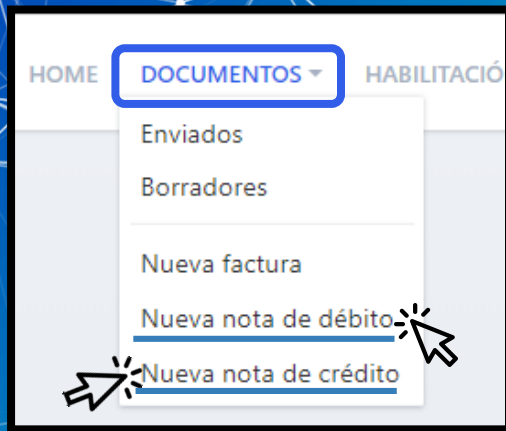 HOME DOCUMENTOS HABILITACIÓ
Enviados
Borradores
Nueva factura
Nueva nota de débito
Nueva nota de crédito